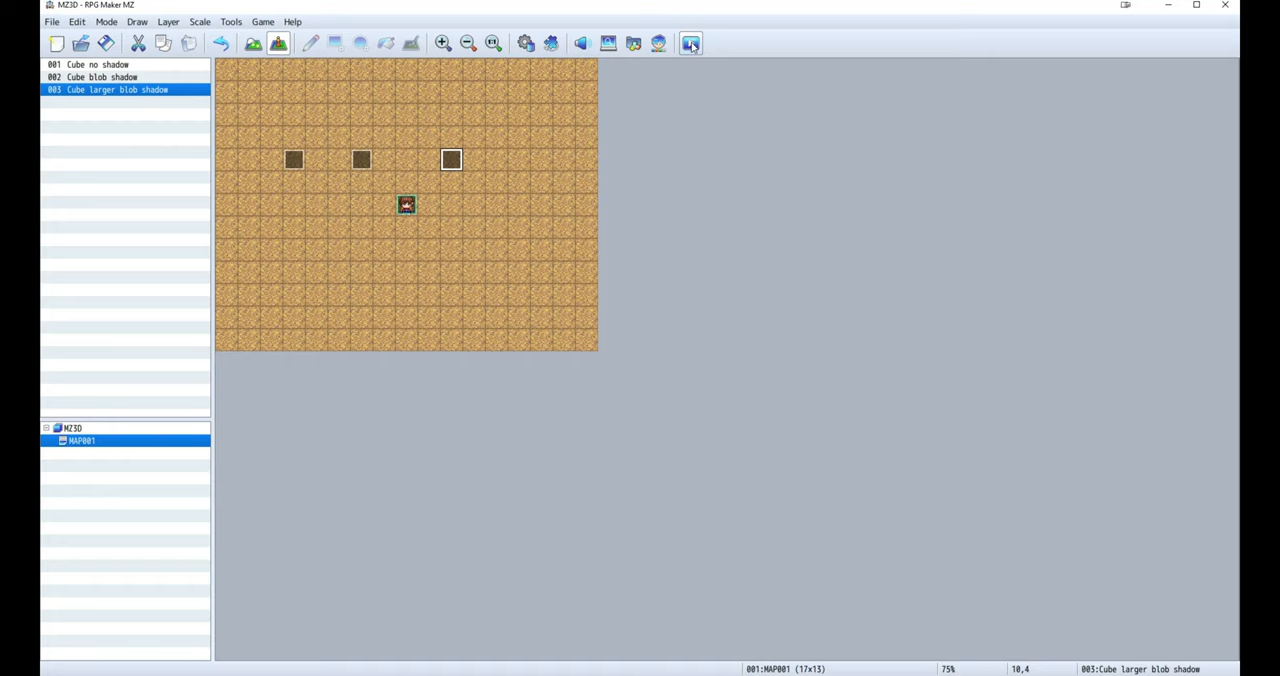 MZ3D - RPG Maker MZ
File Edit Mode Draw Layer Scale Tools Game Help
001 Cube no shadow
002 Cube blob shadow
003 Cube larger blob shadow
MZ3D
MAP001
001:MAP001 (17x13) 75% 10,4 003:Cube larger blob shadow